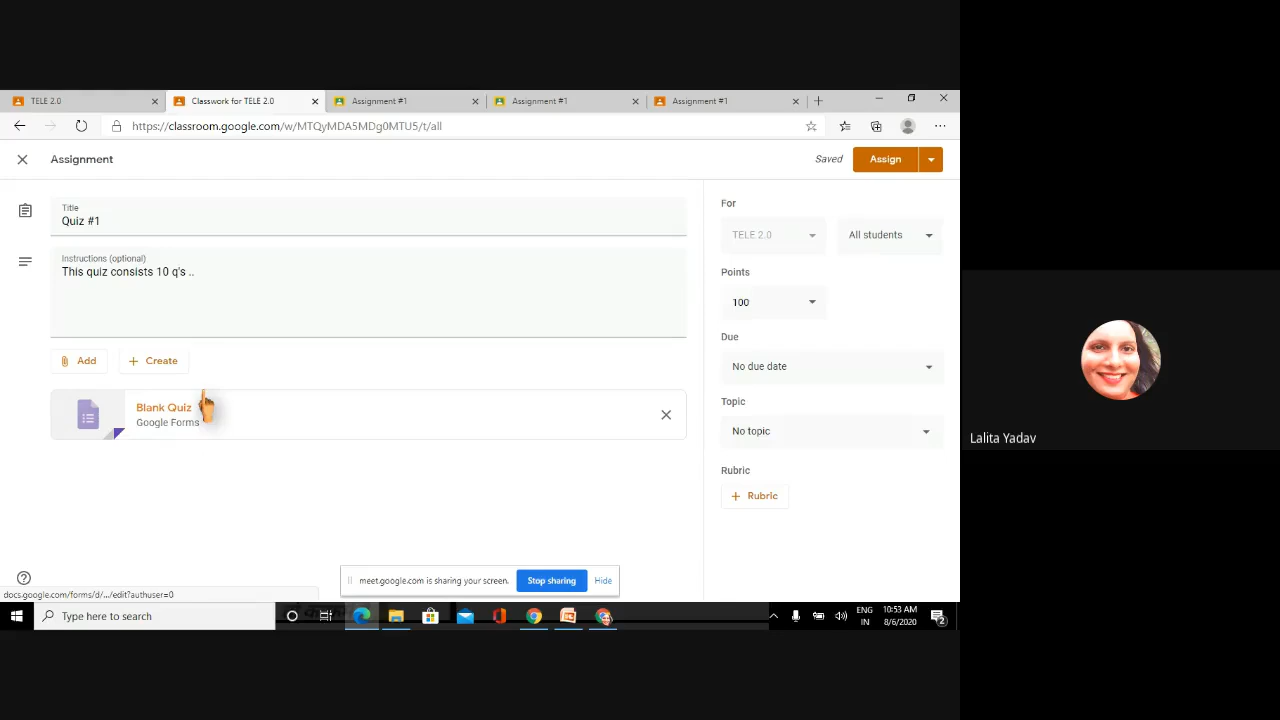 TELE 2.0
Classwork for TELE 2.0
Assignment #1
Assignment #1
Assignment #1
https://classroom.google.com/w/MTQyMDA5MDg0MTU5/t/all
Assignment
Saved
Assign
Title
Quiz #1
Instructions (optional)
This quiz consists 10 q's ..
Add
Create
Blank Quiz
Google Forms
For
TELE 2.0
All students
Points
100
Due
No due date
Topic
No topic
Rubric
Rubric
Lalita Yadav
meet.google.com is sharing your screen.
Stop sharing
Hide
docs.google.com/forms/d/.../edit?authuser=0
Type here to search
ENG
IN
10:53 AM
8/6/2020
2